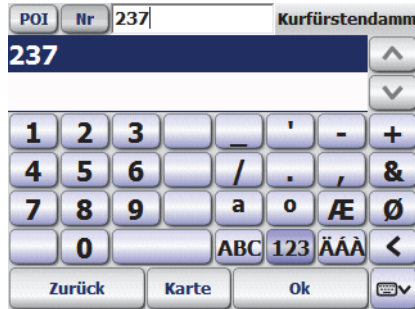 POI Nr 237 Kurfürstendamm
237
1 2 3 _ ' - +
4 5 6 / . , &
7 8 9 a o Æ Ø
0 ABC 123 ÄÁÀ <
Zurück Karte Ok